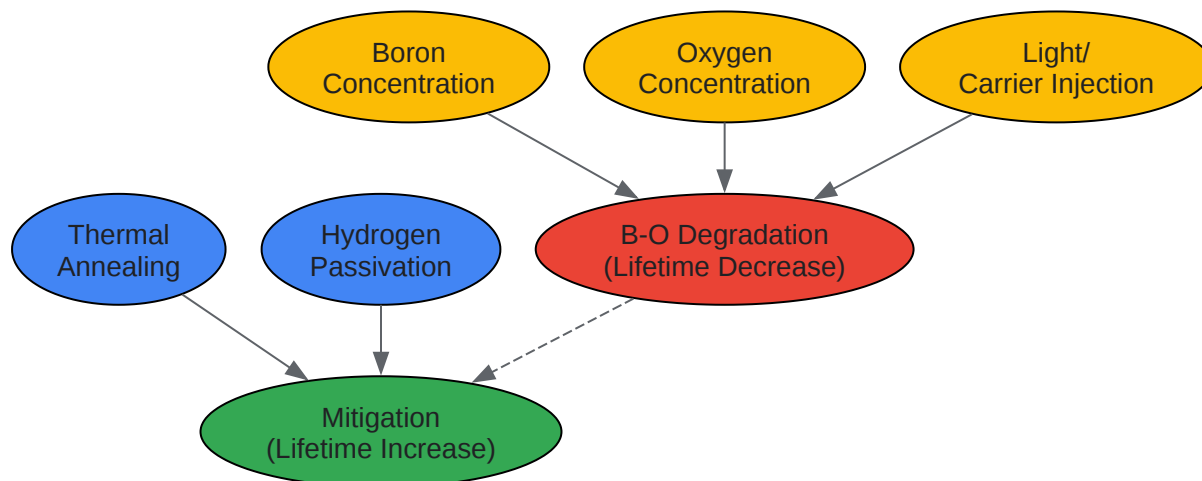 Boron
Concentration
Oxygen
Concentration
Light/
Carrier Injection
Thermal
Annealing
Hydrogen
Passivation
B-O Degradation
(Lifetime Decrease)
Mitigation
(Lifetime Increase)